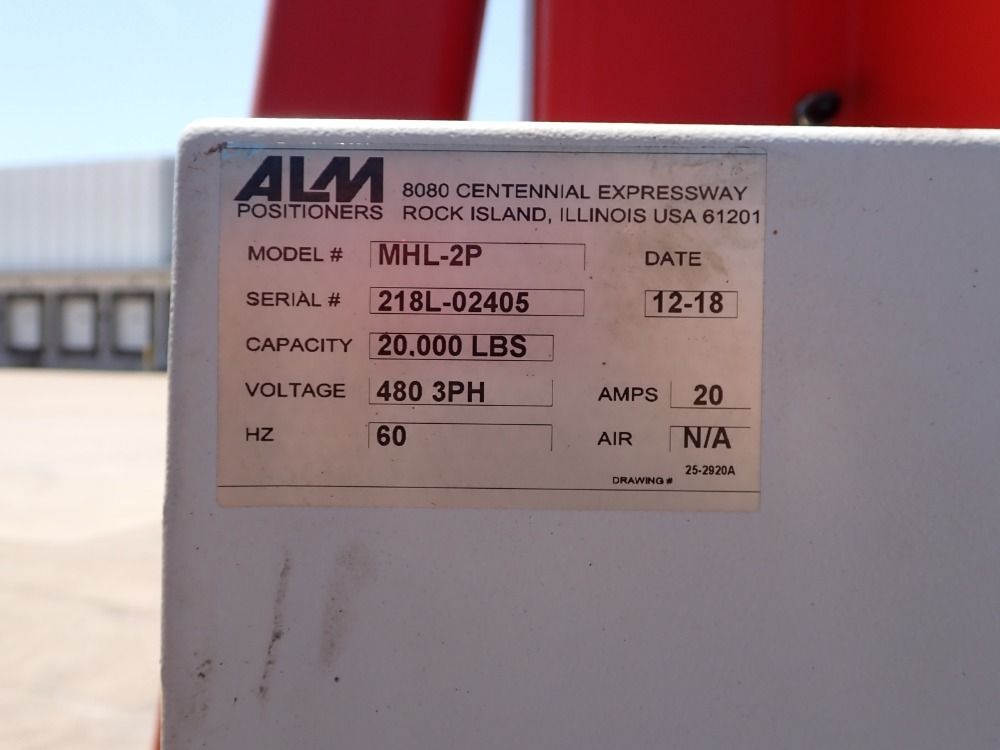 ALM
POSITIONERS
8080 CENTENNIAL EXPRESSWAY
ROCK ISLAND, ILLINOIS USA 61201
MODEL # MHL-2P DATE
SERIAL # 218L-02405 12-18
CAPACITY 20.000 LBS
VOLTAGE 480 3PH AMPS 20
HZ 60 AIR N/A
DRAWING # 25-2920A